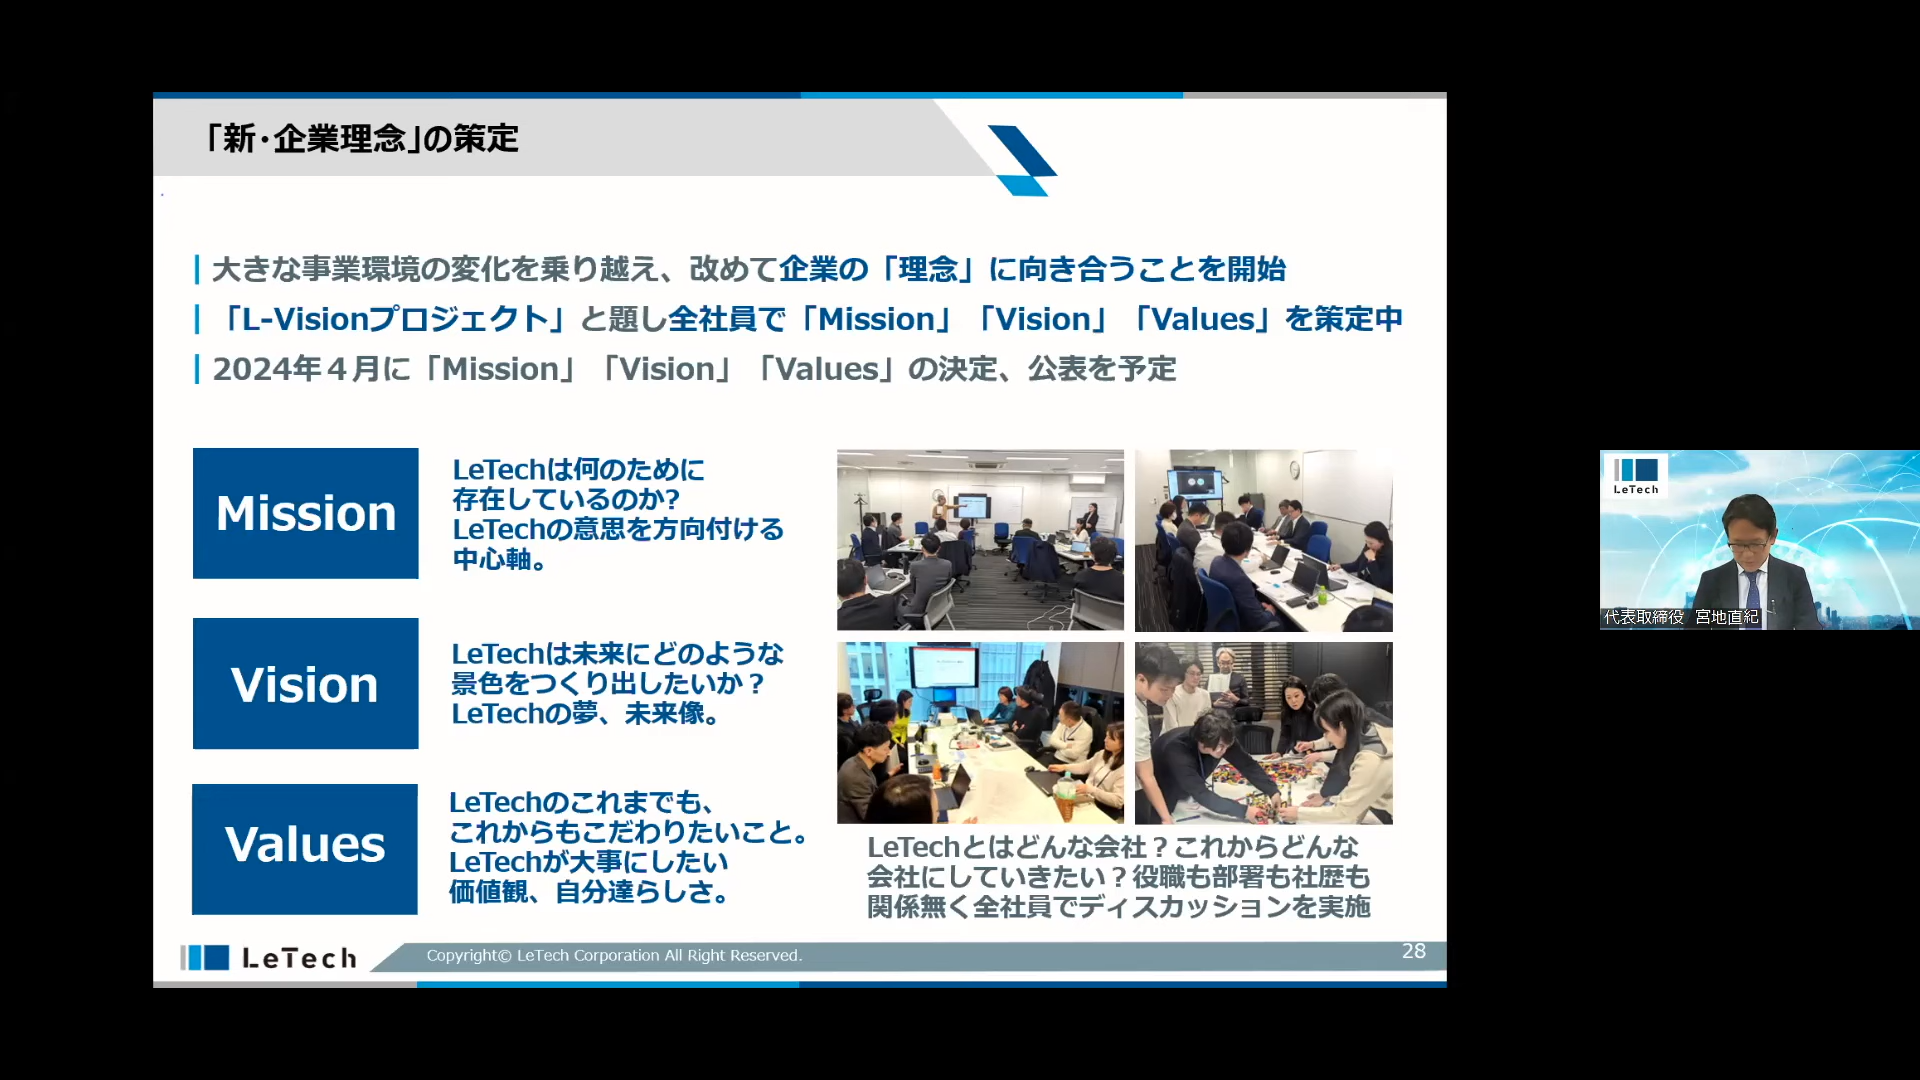 「新・企業理念」の策定
大きな事業環境の変化を乗り越え、改めて企業の「理念」に向き合うことを開始
「L-Visionプロジェクト」と題し全社員で「Mission」「Vision」「Values」を策定中
2024年４月に「Mission」「Vision」「Values」の決定、公表を予定
Mission
LeTechは何のために
存在しているのか?
LeTechの意思を方向付ける
中心軸。
Vision
LeTechは未来にどのような
景色をつくり出したいか？
LeTechの夢、未来像。
Values
LeTechのこれまでも、
これからもこだわりたいこと。
LeTechが大事にしたい
価値観、自分達らしさ。
LeTechとはどんな会社？これからどんな
会社にしていきたい？役職も部署も社歴も
関係無く全社員でディスカッションを実施
LeTech
Copyright© LeTech Corporation All Right Reserved.
28
LeTech
代表取締役 宮地直紀